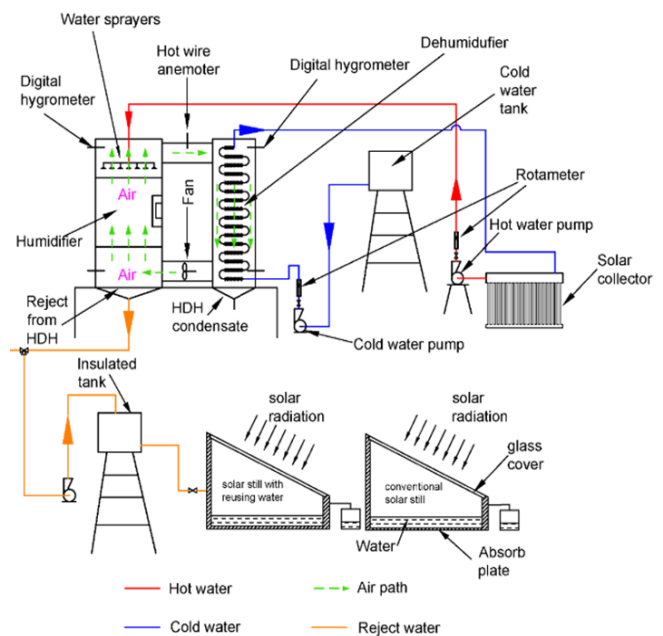 Water sprayers
Hot wire
anemoter
Dehumidufier
Digital
hygrometer
Digital hygrometer
Cold
water
tank
Air
Fan
Rotameter
Humidifier
Hot water pump
Air
Solar
collector
Reject
from
HDH
HDH
condensate
Cold water pump
Insulated
tank
solar
radiation
solar
radiation
glass
cover
solar still with
reusing water
conventional
solar still
Water
Absorb
plate
Hot water
Air path
Cold water
Reject water